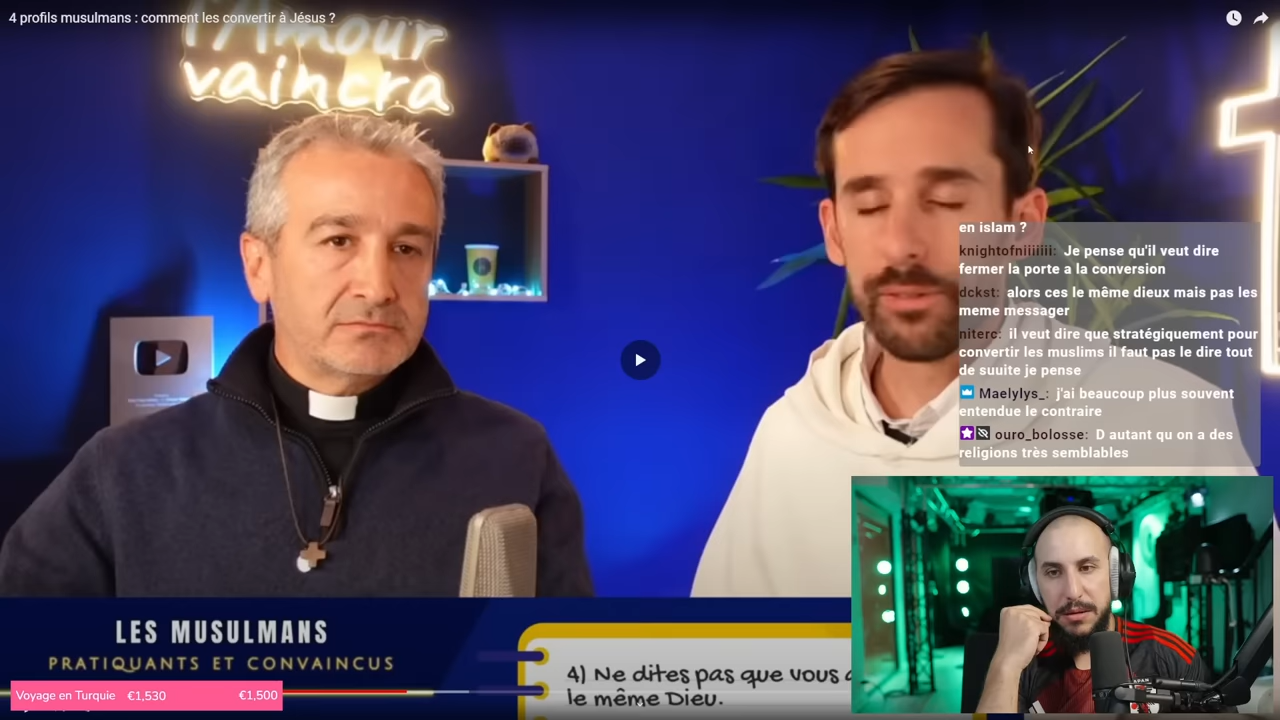 4 profils musulmans : comment les convertir à Jésus ?
l'Amour
vaincra
en islam ?
knightofniiiiiii: Je pense qu'il veut dire
fermer la porte a la conversion
dckst: alors ces le même dieux mais pas les
meme messager
niterc: il veut dire que stratégiquement pour
convertir les muslims il faut pas le dire tout
de suuite je pense
Maelylys_: j'ai beaucoup plus souvent
entendue le contraire
ouro_bolosse: D autant qu on a des
religions très semblables
LES MUSULMANS
PRATIQUANTS ET CONVAINCUS
4) Ne dites pas que vous
le même Dieu.
Voyage en Turquie €1,530 €1,500